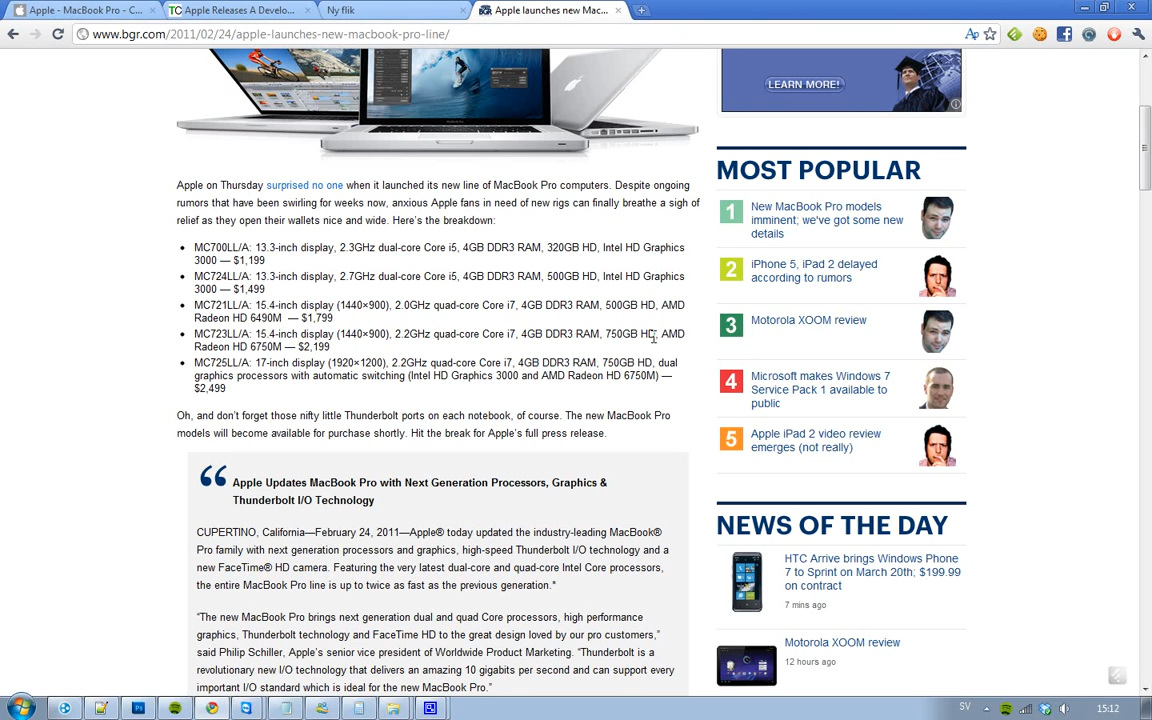 Apple - MacBook Pro - C...
Apple Releases A Develo...
Ny flik
Apple launches new Mac...
www.bgr.com/2011/02/24/apple-launches-new-macbook-pro-line/
LEARN MORE!
Apple on Thursday surprised no one when it launched its new line of MacBook Pro computers. Despite ongoing
rumors that have been swirling for weeks now, anxious Apple fans in need of new rigs can finally breathe a sigh of
relief as they open their wallets nice and wide. Here's the breakdown:
MC700LL/A: 13.3-inch display, 2.3GHz dual-core Core i5, 4GB DDR3 RAM, 320GB HD, Intel HD Graphics
3000 — $1,199
MC724LL/A: 13.3-inch display, 2.7GHz dual-core Core i5, 4GB DDR3 RAM, 500GB HD, Intel HD Graphics
3000 — $1,499
MC721LL/A: 15.4-inch display (1440×900), 2.0GHz quad-core Core i7, 4GB DDR3 RAM, 500GB HD, AMD
Radeon HD 6490M — $1,799
MC723LL/A: 15.4-inch display (1440×900), 2.2GHz quad-core Core i7, 4GB DDR3 RAM, 750GB HD, AMD
Radeon HD 6750M — $2,199
MC725LL/A: 17-inch display (1920×1200), 2.2GHz quad-core Core i7, 4GB DDR3 RAM, 750GB HD, dual
graphics processors with automatic switching (Intel HD Graphics 3000 and AMD Radeon HD 6750M) —
$2,499
Oh, and don't forget those nifty little Thunderbolt ports on each notebook, of course. The new MacBook Pro
models will become available for purchase shortly. Hit the break for Apple's full press release.
Apple Updates MacBook Pro with Next Generation Processors, Graphics &
Thunderbolt I/O Technology
CUPERTINO, California—February 24, 2011—Apple® today updated the industry-leading MacBook®
Pro family with next generation processors and graphics, high-speed Thunderbolt I/O technology and a
new FaceTime® HD camera. Featuring the very latest dual-core and quad-core Intel Core processors,
the entire MacBook Pro line is up to twice as fast as the previous generation.*
"The new MacBook Pro brings next generation dual and quad Core processors, high performance
graphics, Thunderbolt technology and FaceTime HD to the great design loved by our pro customers,"
said Philip Schiller, Apple's senior vice president of Worldwide Product Marketing. "Thunderbolt is a
revolutionary new I/O technology that delivers an amazing 10 gigabits per second and can support every
important I/O standard which is ideal for the new MacBook Pro."
MOST POPULAR
1 New MacBook Pro models
imminent; we've got some new
details
2 iPhone 5, iPad 2 delayed
according to rumors
3 Motorola XOOM review
4 Microsoft makes Windows 7
Service Pack 1 available to
public
5 Apple iPad 2 video review
emerges (not really)
NEWS OF THE DAY
HTC Arrive brings Windows Phone
7 to Sprint on March 20th; $199.99
on contract
7 mins ago
Motorola XOOM review
12 hours ago
SV
15:12